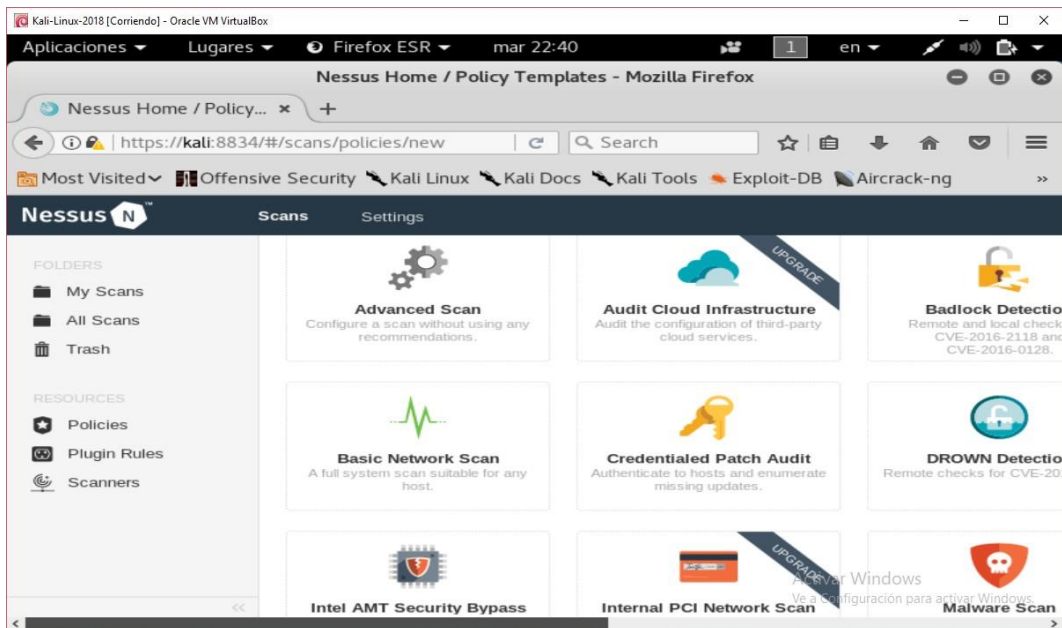 Kali-Linux-2018 [Corriendo] - Oracle VM VirtualBox
Aplicaciones Lugares Firefox ESR mar 22:40 1 en
Nessus Home / Policy Templates - Mozilla Firefox
Nessus Home / Policy...
https://kali:8834/#/scans/policies/new Search
Most Visited Offensive Security Kali Linux Kali Docs Kali Tools Exploit-DB Aircrack-ng »
Nessus N ™ Scans Settings
FOLDERS
My Scans
All Scans
Trash
RESOURCES
Policies
Plugin Rules
Scanners
Advanced Scan
Configure a scan without using any
recommendations.
UPGRADE
Audit Cloud Infrastructure
Audit the configuration of third-party
cloud services.
Badlock Detectio
Remote and local check
CVE-2016-2118 and
CVE-2016-0128.
Basic Network Scan
A full system scan suitable for any
host.
Credentialed Patch Audit
Authenticate to hosts and enumerate
missing updates.
DROWN Detectio
Remote checks for CVE-20
Intel AMT Security Bypass
UPGRADE
Internal PCI Network Scan
Malware Scan
Activar Windows
Ve a Configuración para activar Windows.